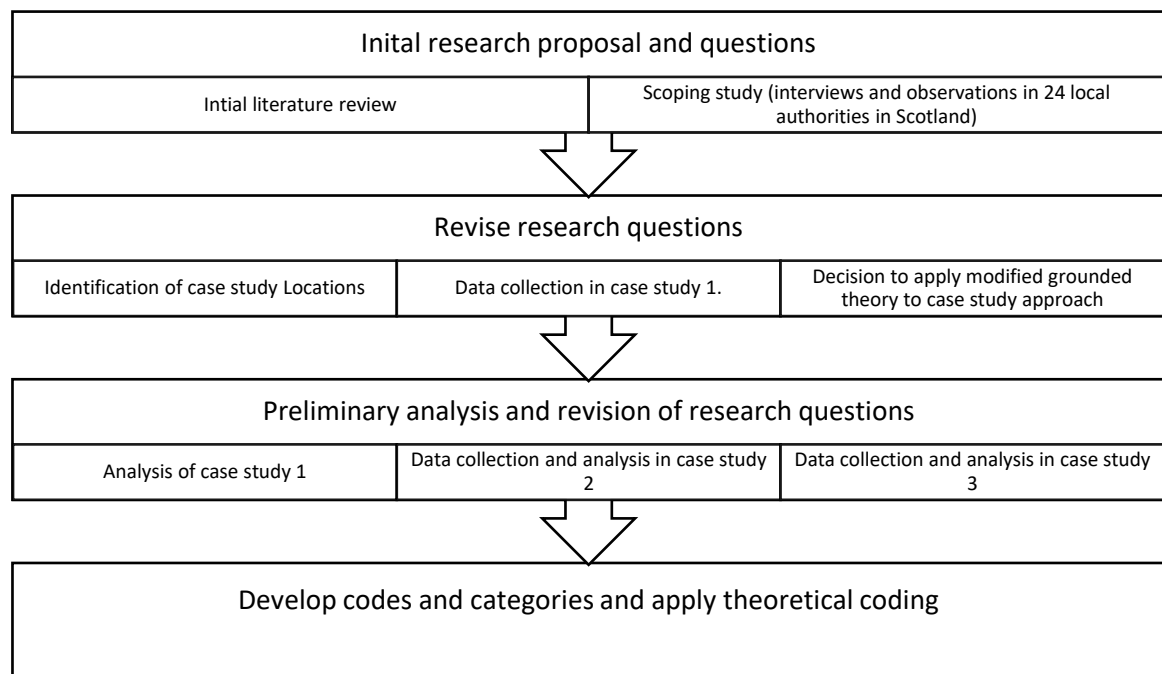 Inital research proposal and questions
Intial literature review
Scoping study (interviews and observations in 24 local
authorities in Scotland)
Revise research questions
Identification of case study Locations
Data collection in case study 1.
Decision to apply modified grounded
theory to case study approach
Preliminary analysis and revision of research questions
Analysis of case study 1
Data collection and analysis in case study
2
Data collection and analysis in case study
3
Develop codes and categories and apply theoretical coding